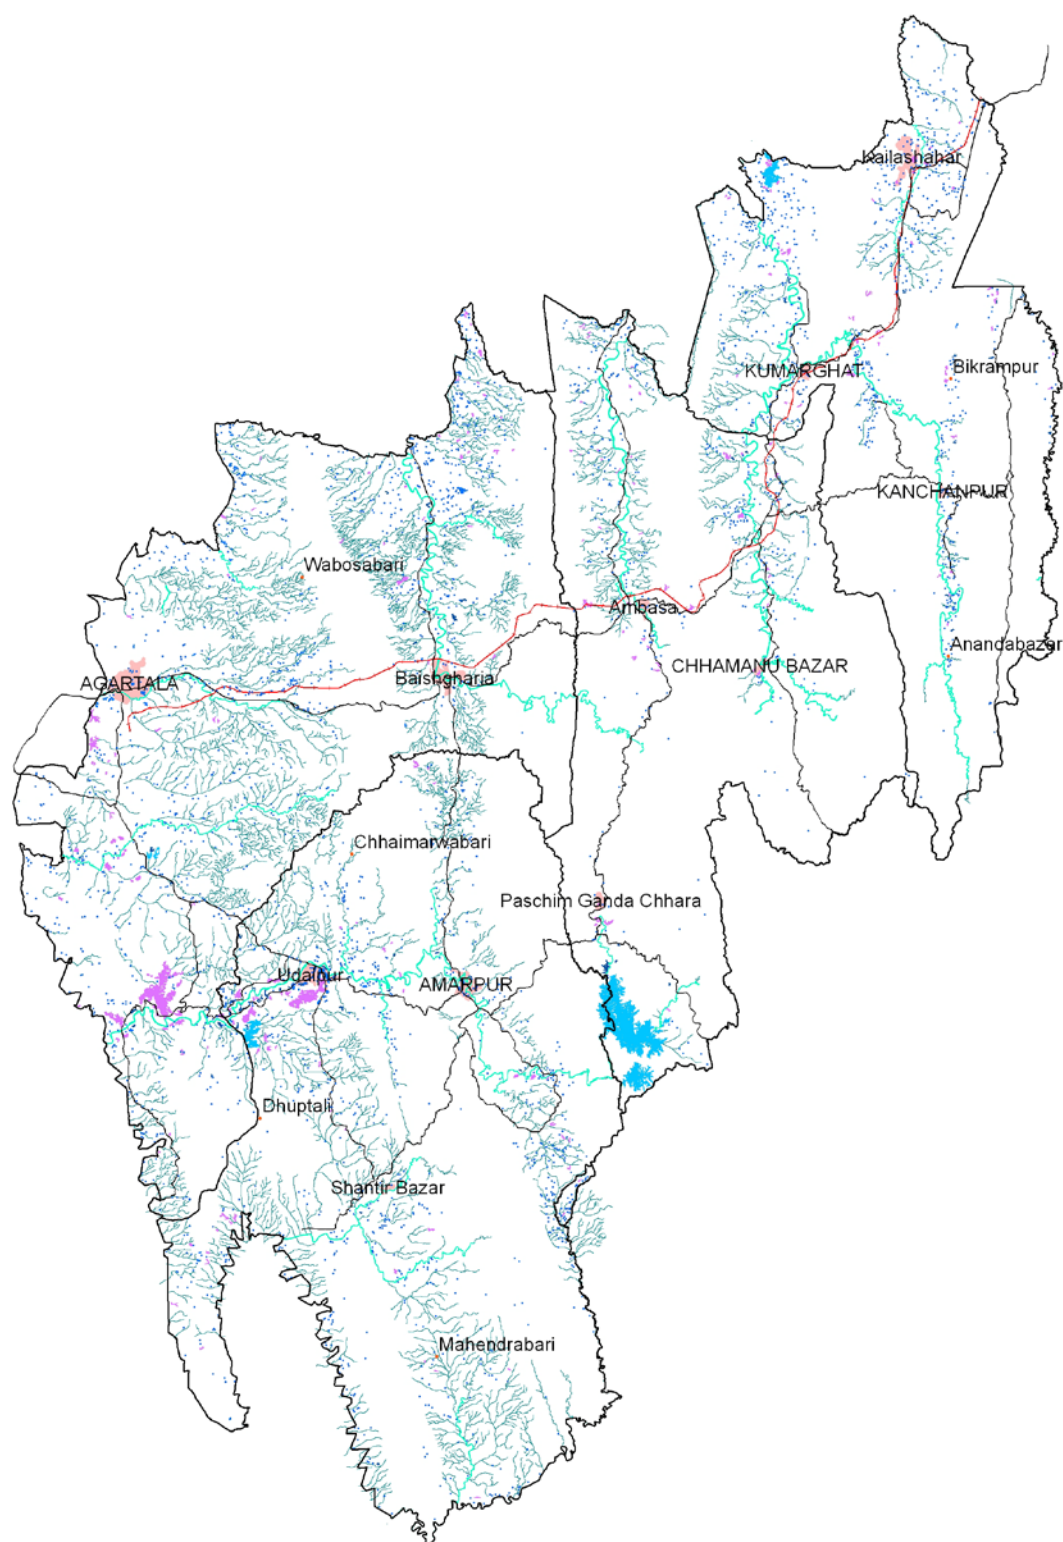 Kailashahar
KUMARGHAT
Bikrampur
KANCHANPUR
Wabosabari
Ambasa
Anandabazar
CHHAMANU BAZAR
AGARTALA
Baishgharia
Chhaimarwabari
Paschim Ganda Chhara
Udaipur
AMARPUR
Dhuptali
Shantir Bazar
Mahendrabari